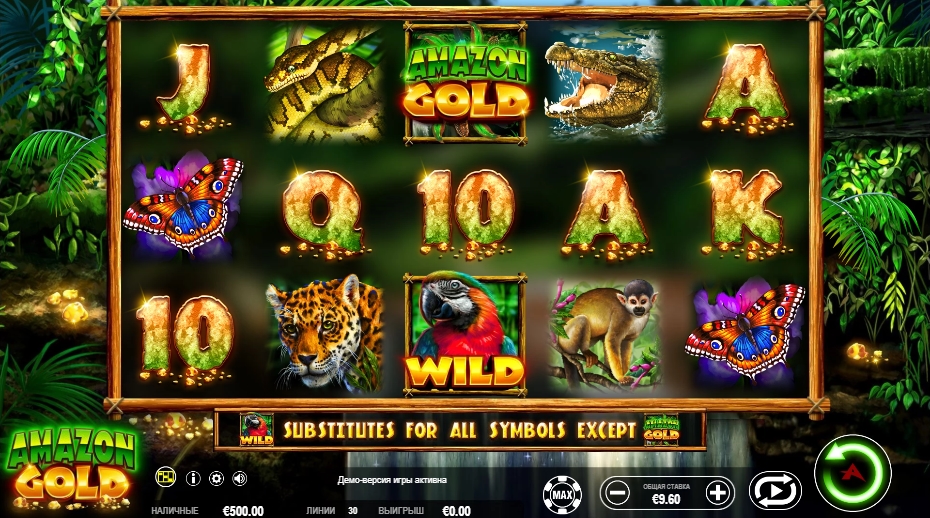 J
AMAZON
GOLD
A
Q
10
A
K
10
WILD
WILD
SUBSTITUTES FOR ALL SYMBOLS EXCEPT
AMAZON
GOLD
AMAZON
GOLD
Демо-версия игры активна
MAX
ОБЩАЯ СТАВКА
€9.60
НАЛИЧНЫЕ €500.00 ЛИНИИ 30 ВЫИГРЫШ €0.00